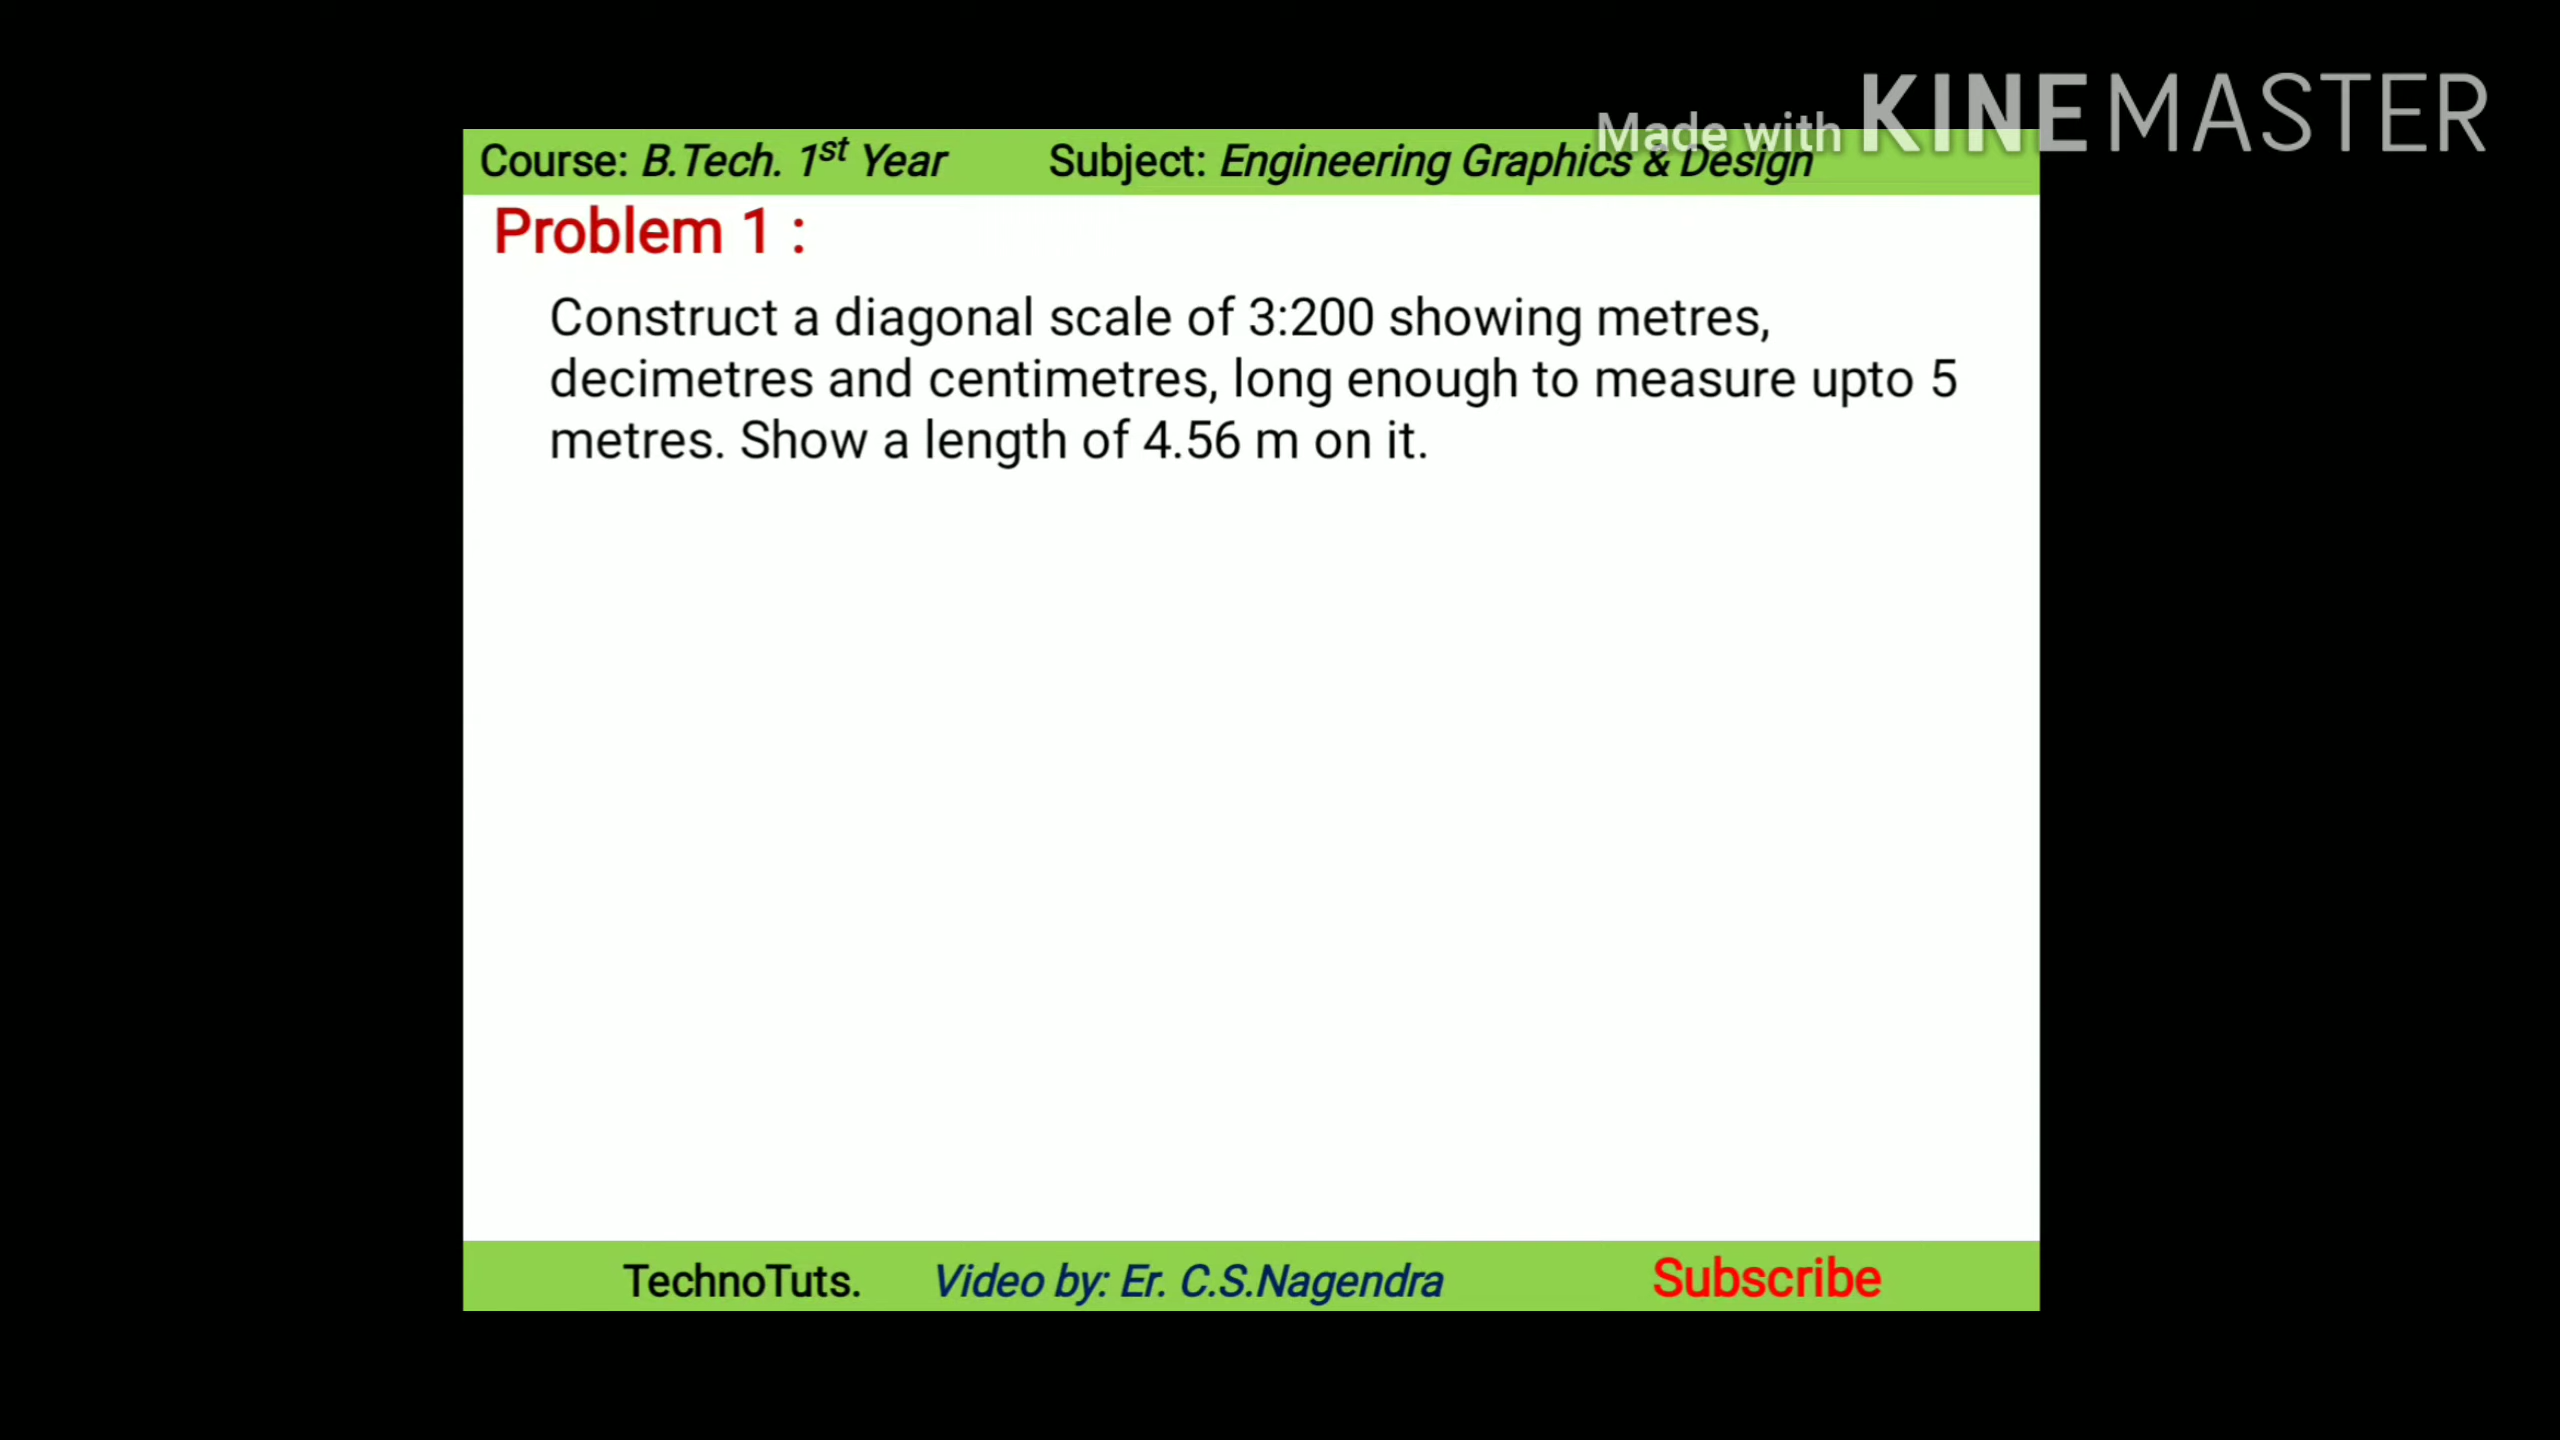 Made with KINEMASTER
Course: B.Tech. 1st Year Subject: Engineering Graphics & Design
Problem 1 :
Construct a diagonal scale of 3:200 showing metres,
decimetres and centimetres, long enough to measure upto 5
metres. Show a length of 4.56 m on it.
TechnoTuts. Video by: Er. C.S.Nagendra Subscribe